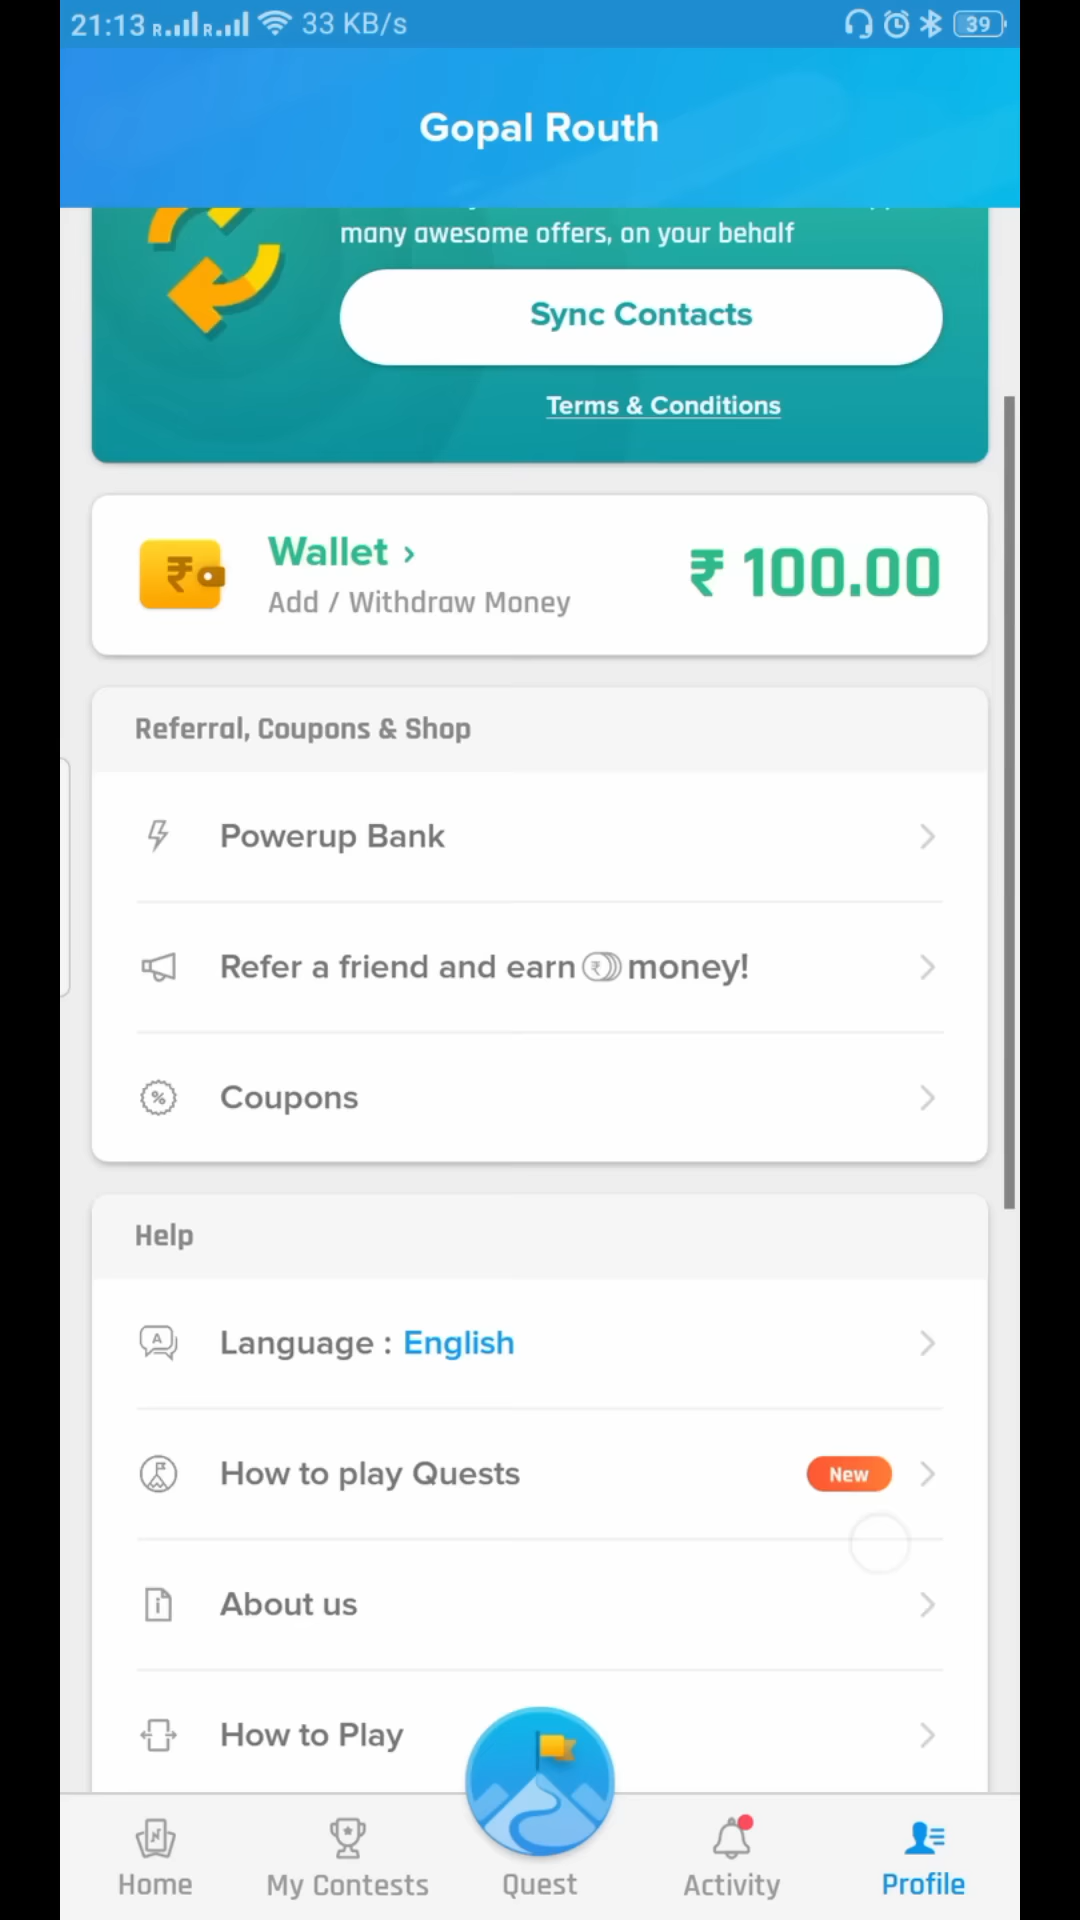 21:13 R R 33 KB/s 39
Gopal Routh
many awesome offers, on your behalf
Sync Contacts
Terms & Conditions
Wallet ›
₹ 100.00
Add / Withdraw Money
Referral, Coupons & Shop
Powerup Bank
Refer a friend and earn ₹ money!
% Coupons
Help
A Language : English
How to play Quests New
i About us
How to Play
Home
My Contests
Quest
Activity
Profile